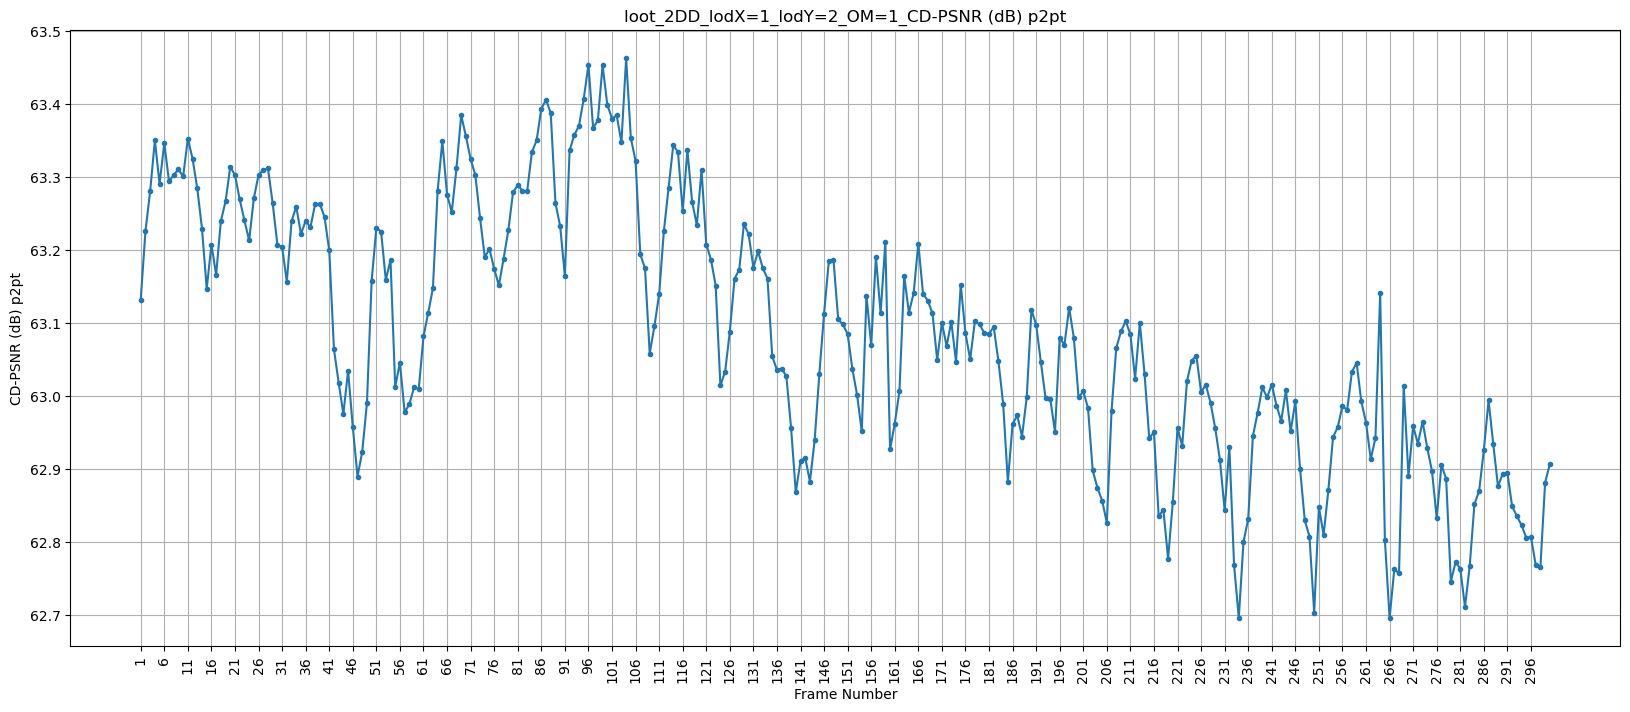 loot_2DD_lodX=1_lodY=2_OM=1_CD-PSNR (dB) p2pt
CD-PSNR (dB) p2pt
63.5
63.4
63.3
63.2
63.1
63.0
62.9
62.8
62.7
1 6 11 16 21 26 31 36 41 46 51 56 61 66 71 76 81 86 91 96 101 106 111 116 121 126 131 136 141 146 151 156 161 166 171 176 181 186 191 196 201 206 211 216 221 226 231 236 241 246 251 256 261 266 271 276 281 286 291 296
Frame Number